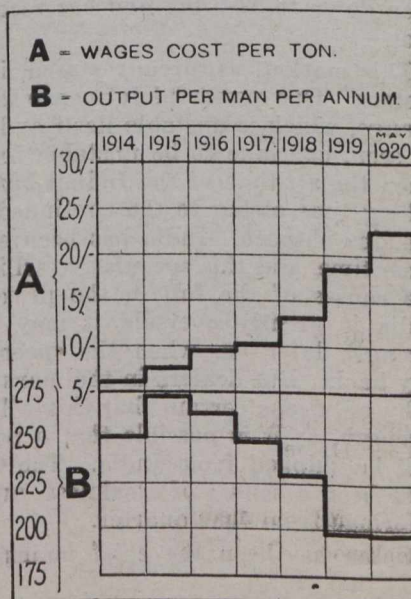 A - WAGES COST PER TON.
B - OUTPUT PER MAN PER ANNUM
1914 1915 1916 1917 1918 1919 MAY 1920
30/-
25/-
20/-
A
15/-
10/-
5/-
275
250
B
225
200
175